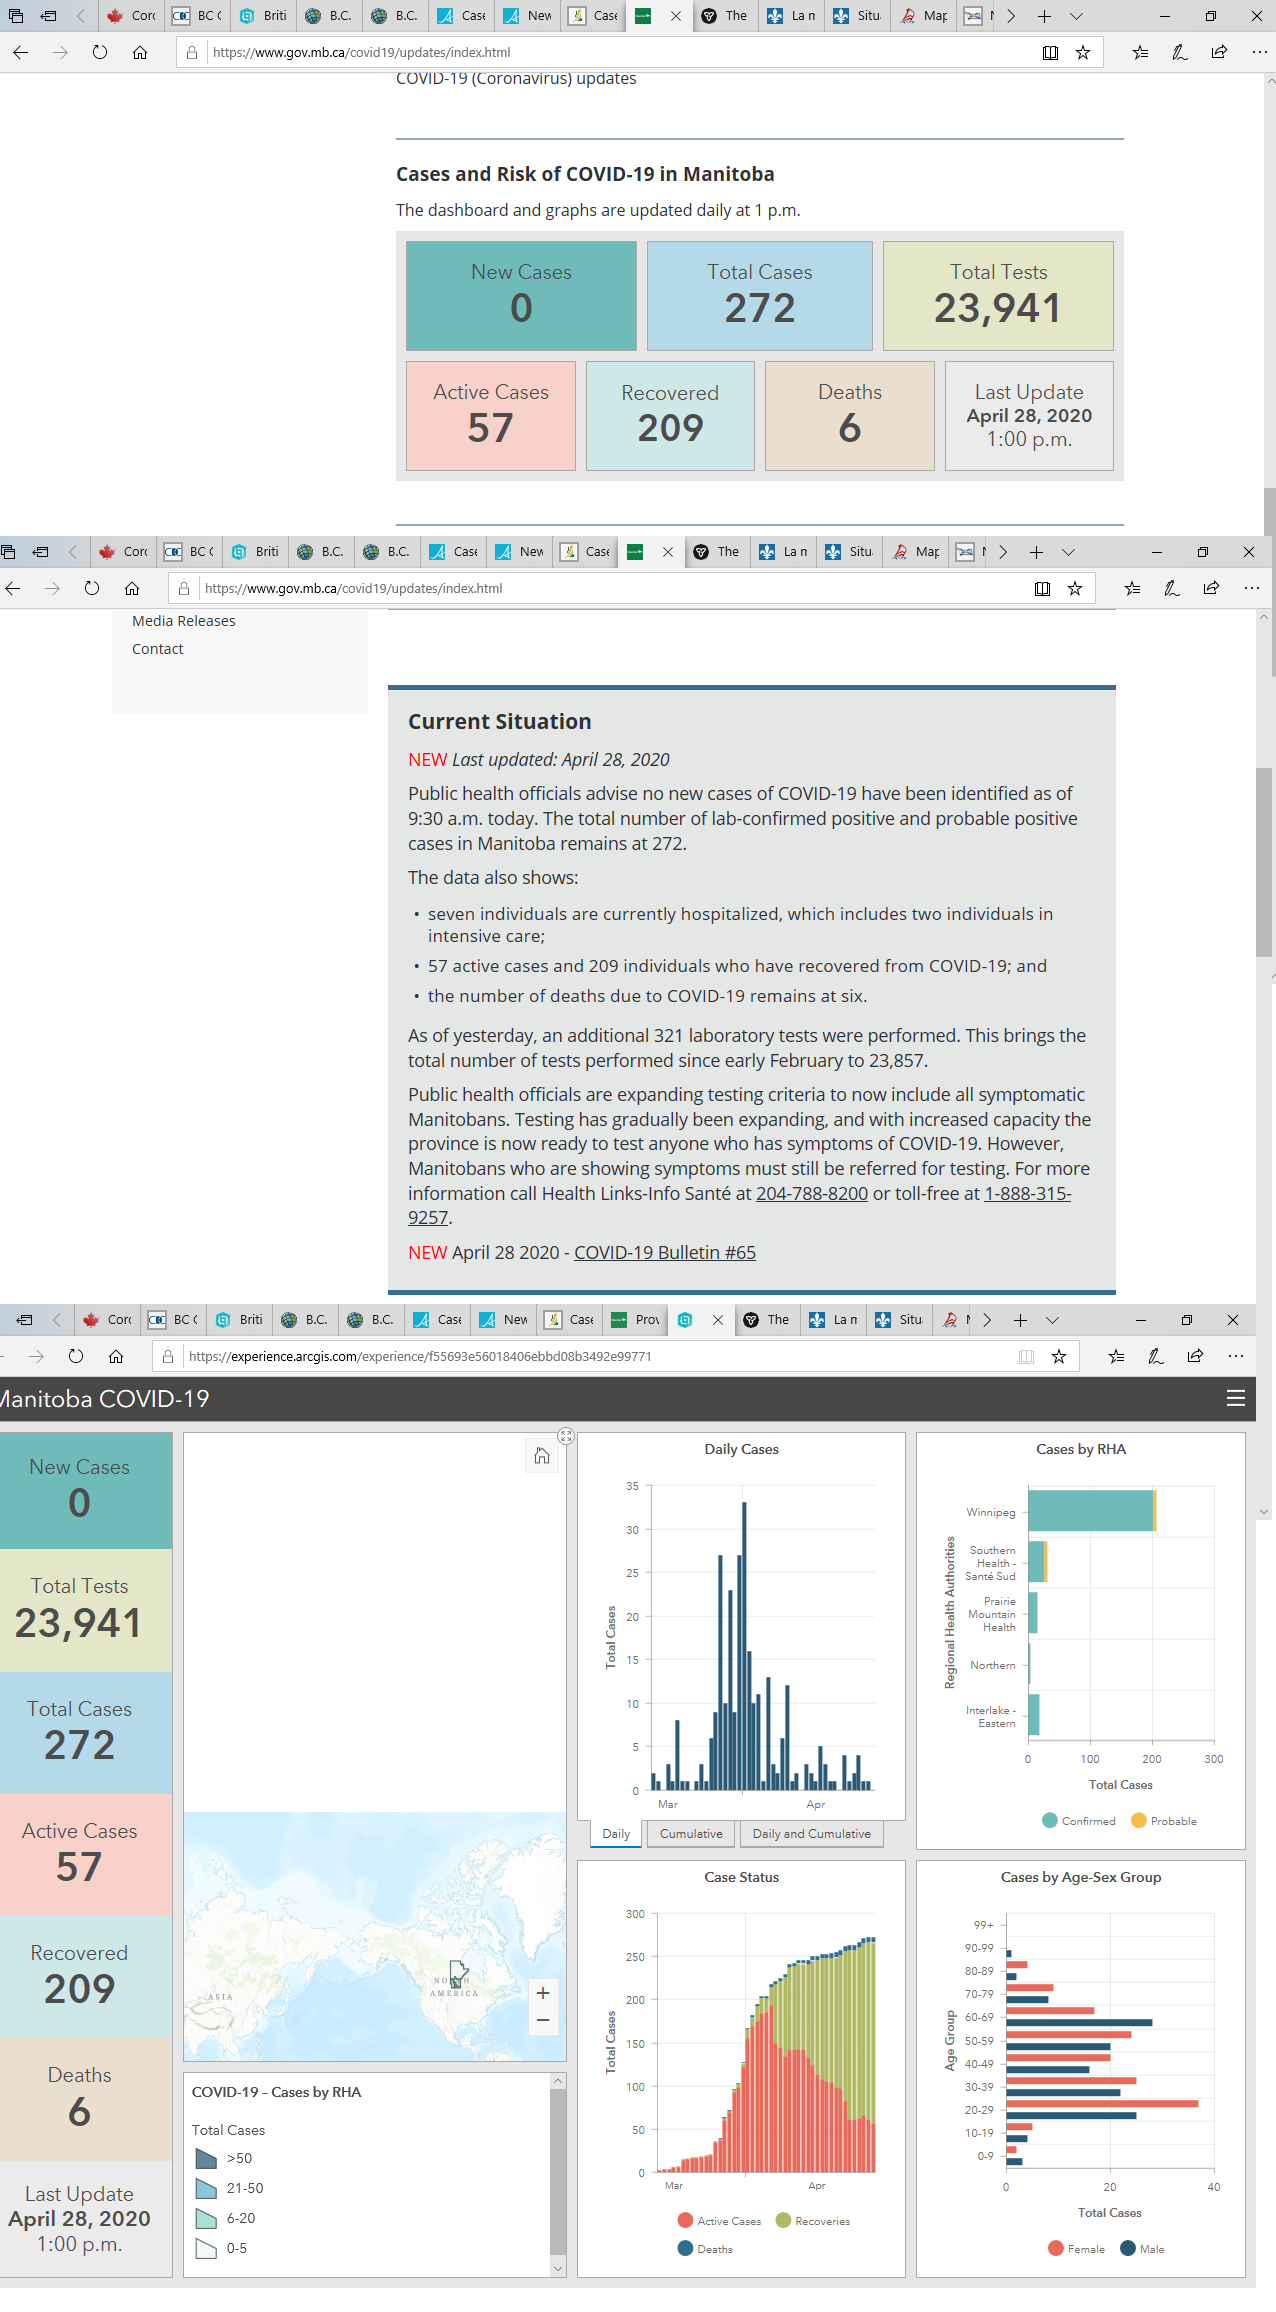 Cord
BC C
Briti
B.C.
B.C.
Case
New
Case
The
La m
Situ
Map
https://www.gov.mb.ca/covid19/updates/index.html
COVID-19 (Coronavirus) updates
Cases and Risk of COVID-19 in Manitoba
The dashboard and graphs are updated daily at 1 p.m.
New Cases
0
Total Cases
272
Total Tests
23,941
Active Cases
57
Recovered
209
Deaths
6
Last Update
April 28, 2020
1:00 p.m.
Cord
BC C
Briti
B.C.
B.C.
Case
New
Case
The
La m
Situ
Map
https://www.gov.mb.ca/covid19/updates/index.html
Media Releases
Contact
Current Situation
NEW Last updated: April 28, 2020
Public health officials advise no new cases of COVID-19 have been identified as of
9:30 a.m. today. The total number of lab-confirmed positive and probable positive
cases in Manitoba remains at 272.
The data also shows:
• seven individuals are currently hospitalized, which includes two individuals in
intensive care;
• 57 active cases and 209 individuals who have recovered from COVID-19; and
• the number of deaths due to COVID-19 remains at six.
As of yesterday, an additional 321 laboratory tests were performed. This brings the
total number of tests performed since early February to 23,857.
Public health officials are expanding testing criteria to now include all symptomatic
Manitobans. Testing has gradually been expanding, and with increased capacity the
province is now ready to test anyone who has symptoms of COVID-19. However,
Manitobans who are showing symptoms must still be referred for testing. For more
information call Health Links-Info Santé at 204-788-8200 or toll-free at 1-888-315-
9257.
NEW April 28 2020 - COVID-19 Bulletin #65
Cord
BC C
Briti
B.C.
B.C.
Case
New
Case
Prov
The
La m
Situ
https://experience.arcgis.com/experience/f55693e56018406ebbd08b3492e99771
Manitoba COVID-19
New Cases
0
Total Tests
23,941
Total Cases
272
Active Cases
57
Recovered
209
Deaths
6
Last Update
April 28, 2020
1:00 p.m.
ASIA
NORTH
AMERICA
+
−
COVID-19 - Cases by RHA
Total Cases
>50
21-50
6-20
0-5
Daily Cases
Total Cases
35
30
25
20
15
10
5
0
Mar
Apr
Daily
Cumulative
Daily and Cumulative
Case Status
Total Cases
300
250
200
150
100
50
0
Mar
Apr
Active Cases
Recoveries
Deaths
Cases by RHA
Regional Health Authorities
Winnipeg
Southern
Health -
Santé Sud
Prairie
Mountain
Health
Northern
Interlake -
Eastern
0
100
200
300
Total Cases
Confirmed
Probable
Cases by Age-Sex Group
Age Group
99+
90-99
80-89
70-79
60-69
50-59
40-49
30-39
20-29
10-19
0-9
0
20
40
Total Cases
Female
Male